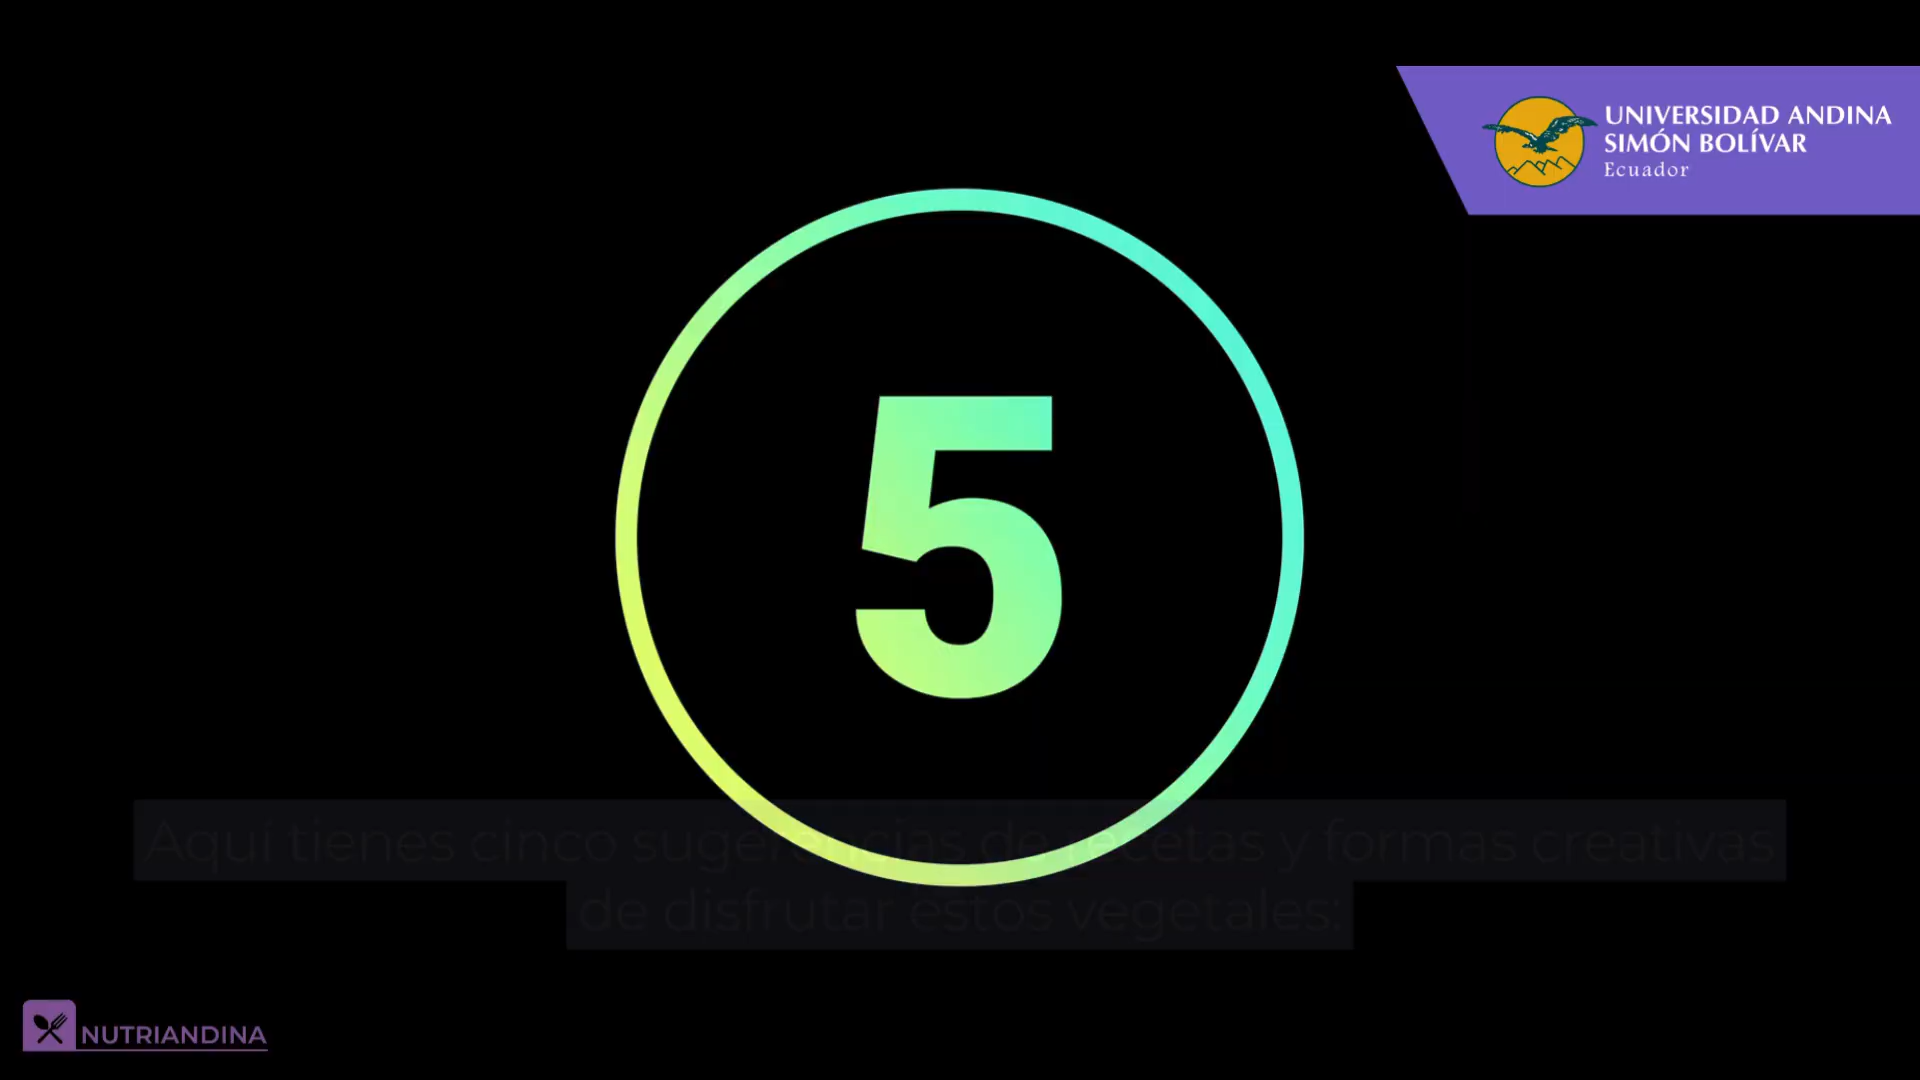 UNIVERSIDAD ANDINA
SIMÓN BOLÍVAR
Ecuador
5
Aquí tienes cinco sugerencias de recetas y formas creativas
de disfrutar estos vegetales:
NUTRIANDINA